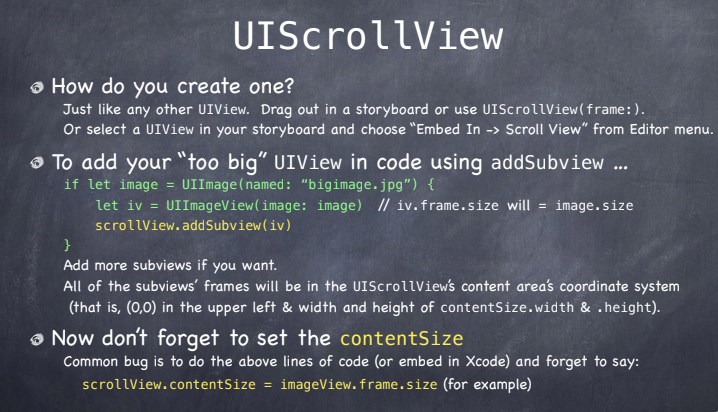 UIScrollView
How do you create one?
Just like any other UIView. Drag out in a storyboard or use UIScrollView(frame:).
Or select a UIView in your storyboard and choose “Embed In -> Scroll View” from Editor menu.
To add your “too big” UIView in code using addSubview …
if let image = UIImage(named: “bigimage.jpg”) {
let iv = UIImageView(image: image) // iv.frame.size will = image.size
scrollView.addSubview(iv)
}
Add more subviews if you want.
All of the subviews’ frames will be in the UIScrollView’s content area’s coordinate system
(that is, (0,0) in the upper left & width and height of contentSize.width & .height).
Now don’t forget to set the contentSize
Common bug is to do the above lines of code (or embed in Xcode) and forget to say:
scrollView.contentSize = imageView.frame.size (for example)